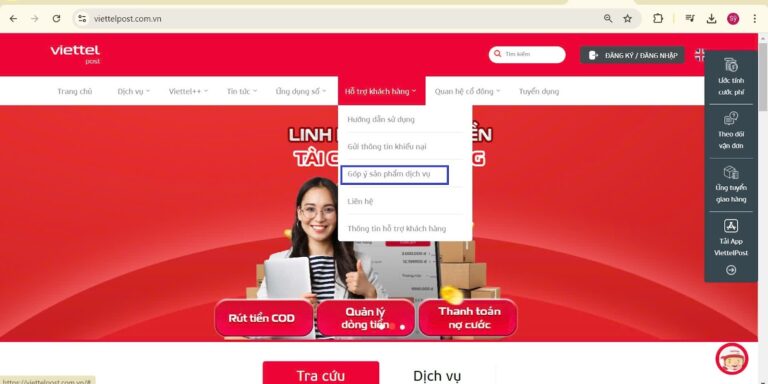 viettelpost.com.vn
Sỹ
viettel
post
Tìm kiếm
ĐĂNG KÝ / ĐĂNG NHẬP
Trang chủ
Dịch vụ
Viettel++
Tin tức
Ứng dụng số
Hỗ trợ khách hàng
Quan hệ cổ đông
Tuyển dụng
Hướng dẫn sử dụng
Gửi thông tin khiếu nại
Góp ý sản phẩm dịch vụ
Liên hệ
Thông tin hỗ trợ khách hàng
Ước tính
cước phí
Theo dõi
vận đơn
Ứng tuyển
giao hàng
Tải App
ViettelPost
LINH
TÀI C
Rút tiền COD
Quản lý
dòng tiền
Thanh toán
nợ cước
Tra cứu
Dịch vụ
https://viettelpost.com.vn/#